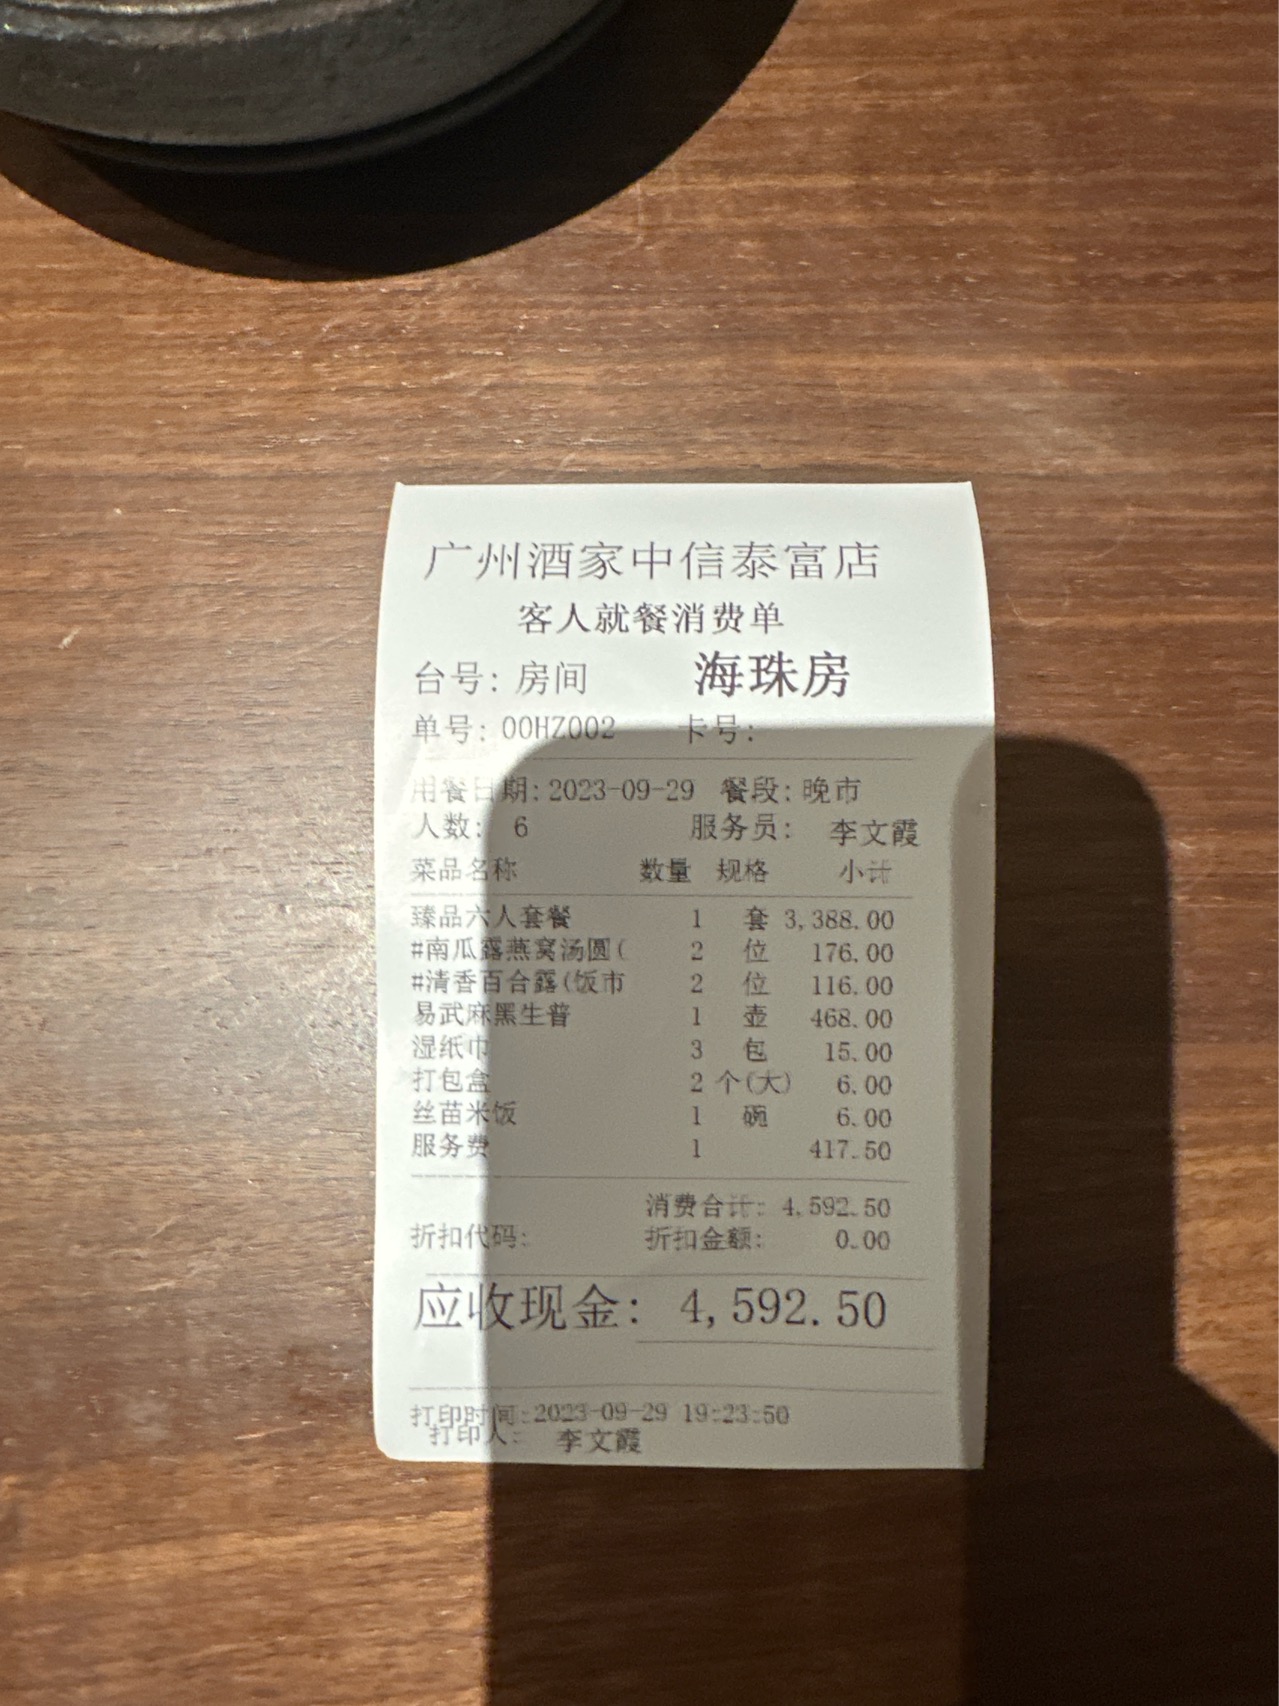 广州酒家中信泰富店
客人就餐消费单
台号: 房间 海珠房
单号: 00HZ002 卡号:
用餐日期: 2023-09-29 餐段: 晚市
人数: 6 服务员: 李文霞
菜品名称 数量 规格 小计
臻品六人套餐 1 套 3,388.00
#南瓜露燕窝汤圆( 2 位 176.00
#清香百合露(饭市 2 位 116.00
易武麻黑生普 1 壶 468.00
湿纸巾 3 包 15.00
打包盒 2 个(大) 6.00
丝苗米饭 1 碗 6.00
服务费 1 417.50
消费合计: 4,592.50
折扣代码: 折扣金额: 0.00
应收现金: 4,592.50
打印时间: 2023-09-29 19:23:50
打印人: 李文霞